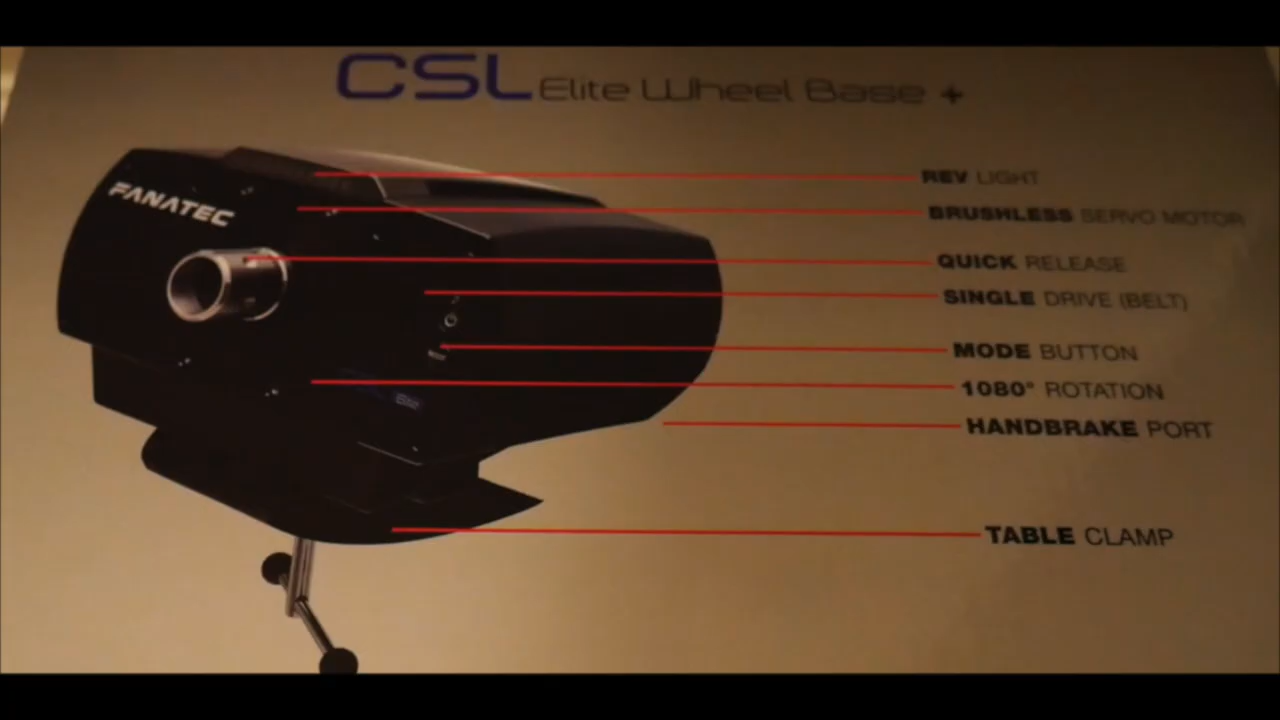 CSL Elite Wheel Base +
FANATEC
REV LIGHT
BRUSHLESS SERVO MOTOR
QUICK RELEASE
SINGLE DRIVE (BELT)
MODE BUTTON
1080° ROTATION
HANDBRAKE PORT
TABLE CLAMP